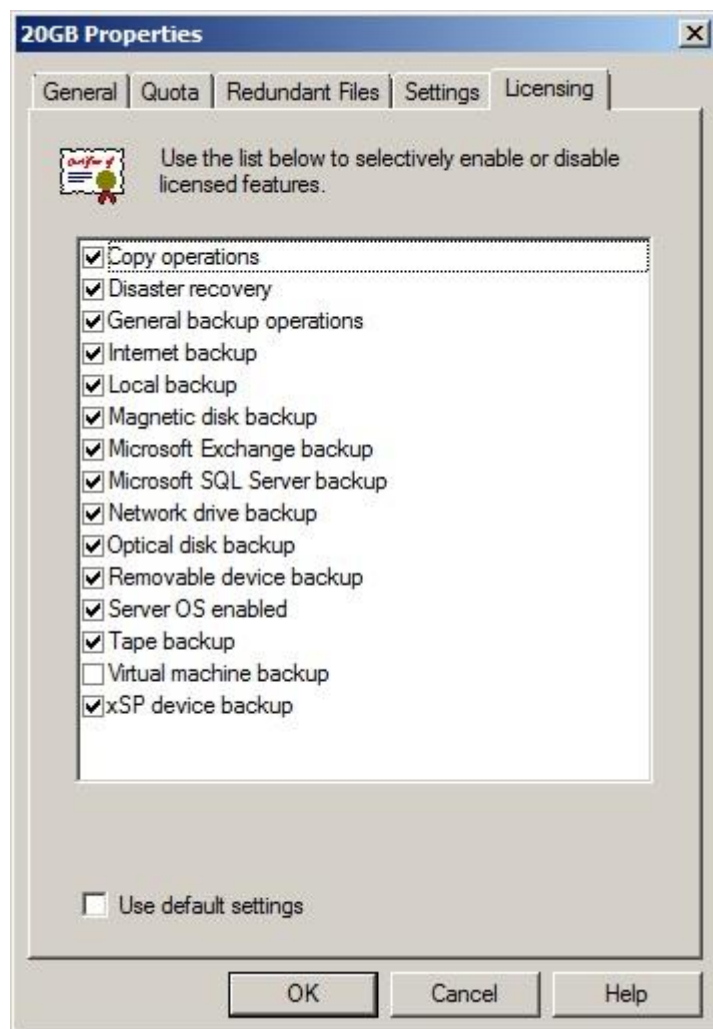 20GB Properties
General Quota Redundant Files Settings Licensing
Use the list below to selectively enable or disable
licensed features.
Copy operations
Disaster recovery
General backup operations
Internet backup
Local backup
Magnetic disk backup
Microsoft Exchange backup
Microsoft SQL Server backup
Network drive backup
Optical disk backup
Removable device backup
Server OS enabled
Tape backup
Virtual machine backup
xSP device backup
Use default settings
OK Cancel Help